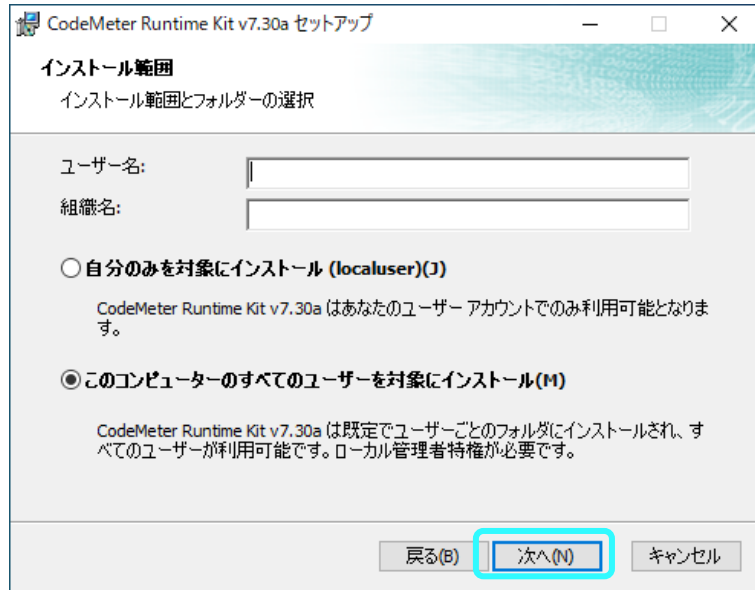 CodeMeter Runtime Kit v7.30a セットアップ
インストール範囲
インストール範囲とフォルダーの選択
ユーザー名:
組織名:
自分のみを対象にインストール (localuser)(J)
CodeMeter Runtime Kit v7.30a はあなたのユーザー アカウントでのみ利用可能となりま
す。
このコンピューターのすべてのユーザーを対象にインストール(M)
CodeMeter Runtime Kit v7.30a は既定でユーザーごとのフォルダにインストールされ、す
べてのユーザーが利用可能です。ローカル管理者特権が必要です。
戻る(B) 次へ(N) キャンセル